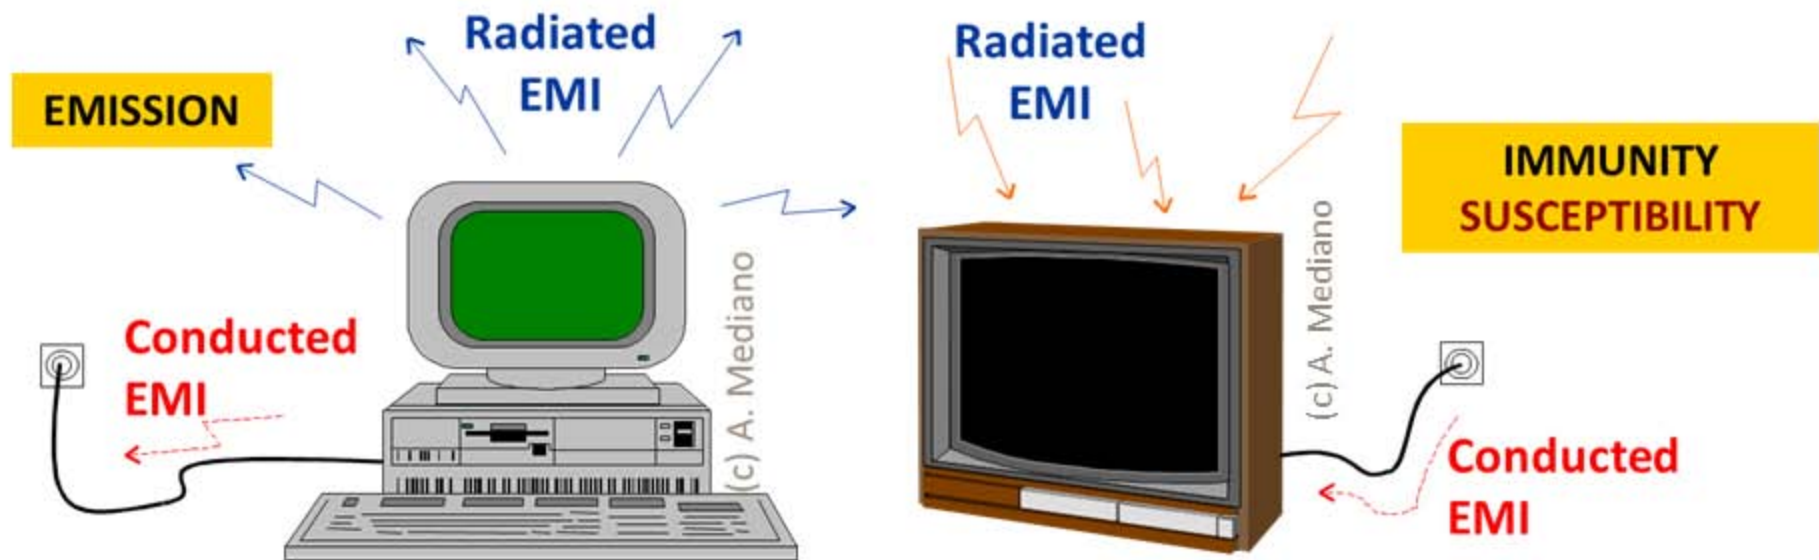 EMISSION
Radiated
EMI
Conducted
EMI
(c) A. Mediano
Radiated
EMI
IMMUNITY
SUSCEPTIBILITY
(c) A. Mediano
Conducted
EMI